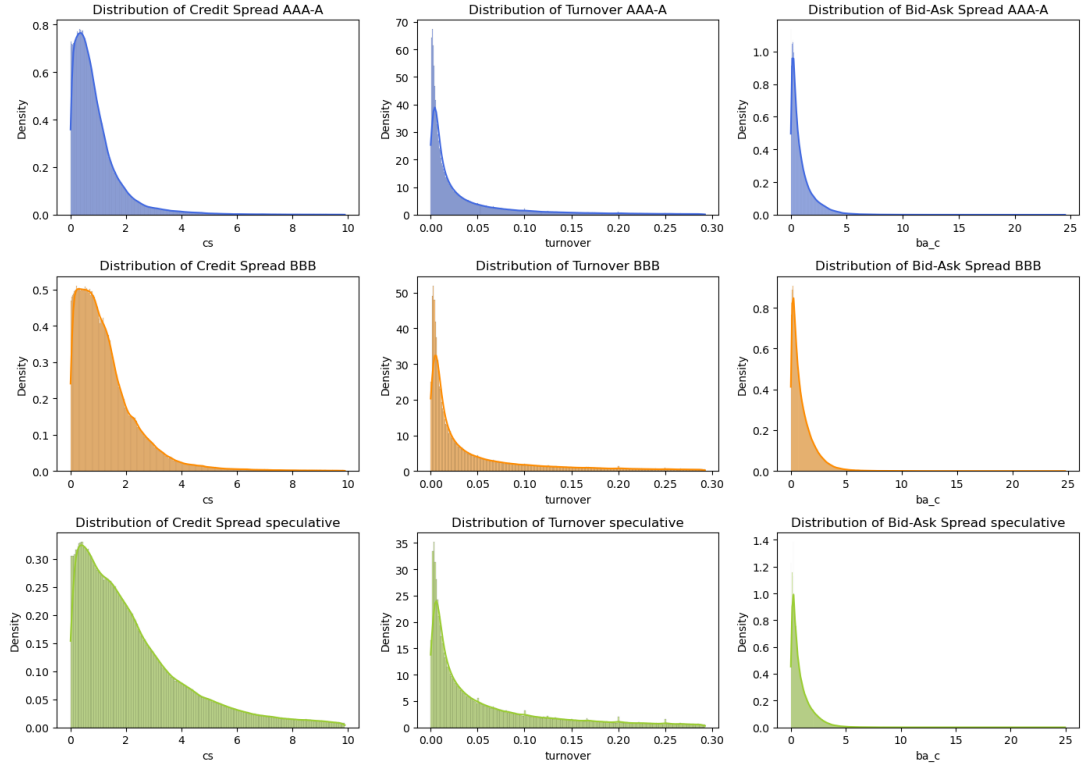 Distribution of Credit Spread AAA-A
Distribution of Turnover AAA-A
Distribution of Bid-Ask Spread AAA-A
Density
0.8
0.6
0.4
0.2
0.0
0 2 4 6 8 10
cs
Density
70
60
50
40
30
20
10
0
0.00 0.05 0.10 0.15 0.20 0.25 0.30
turnover
Density
1.0
0.8
0.6
0.4
0.2
0.0
0 5 10 15 20 25
ba_c
Distribution of Credit Spread BBB
Distribution of Turnover BBB
Distribution of Bid-Ask Spread BBB
Density
0.5
0.4
0.3
0.2
0.1
0.0
0 2 4 6 8 10
cs
Density
50
40
30
20
10
0
0.00 0.05 0.10 0.15 0.20 0.25 0.30
turnover
Density
0.8
0.6
0.4
0.2
0.0
0 5 10 15 20 25
ba_c
Distribution of Credit Spread speculative
Distribution of Turnover speculative
Distribution of Bid-Ask Spread speculative
Density
0.30
0.25
0.20
0.15
0.10
0.05
0.00
0 2 4 6 8 10
cs
Density
35
30
25
20
15
10
5
0
0.00 0.05 0.10 0.15 0.20 0.25 0.30
turnover
Density
1.4
1.2
1.0
0.8
0.6
0.4
0.2
0.0
0 5 10 15 20 25
ba_c